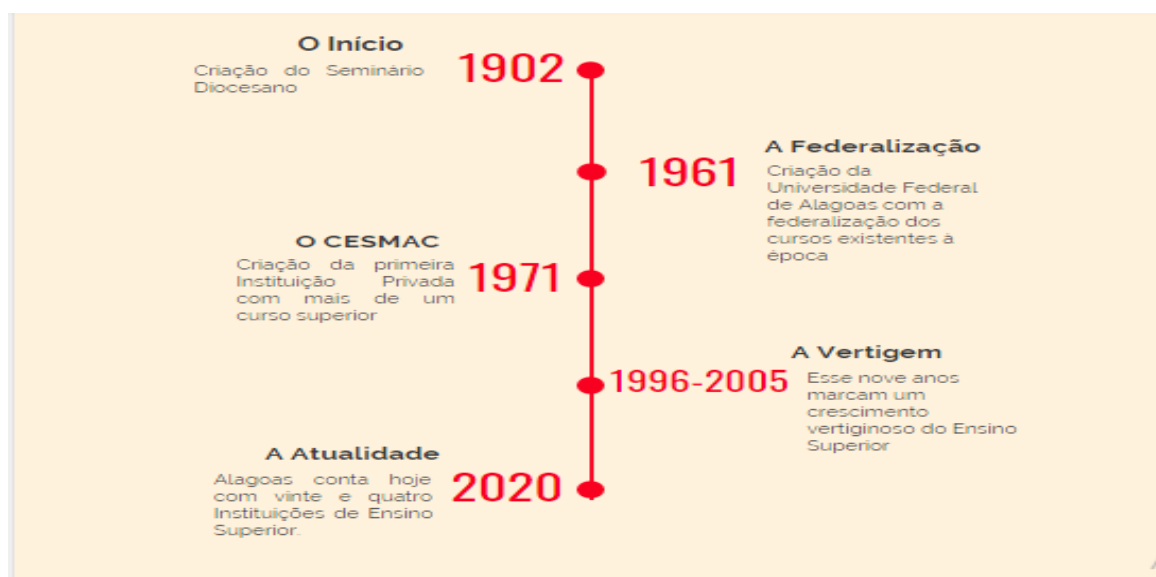 O Início
Criação do Seminário
Diocesano
1902
1961
A Federalização
Criação da
Universidade Federal
de Alagoas com a
federalização dos
cursos existentes à
época
O CESMAC
Criação da primeira
Instituição Privada
com mais de um
curso superior
1971
A Vertigem
1996-2005
Esse nove anos
marcam um
crescimento
vertiginoso do Ensino
Superior
A Atualidade
Alagoas conta hoje
com vinte e quatro
Instituições de Ensino
Superior.
2020